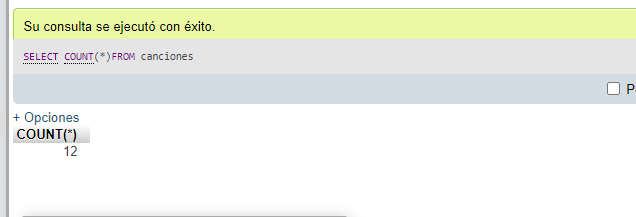 Su consulta se ejecutó con éxito.
SELECT COUNT(*)FROM canciones
P
+ Opciones
COUNT(*)
12